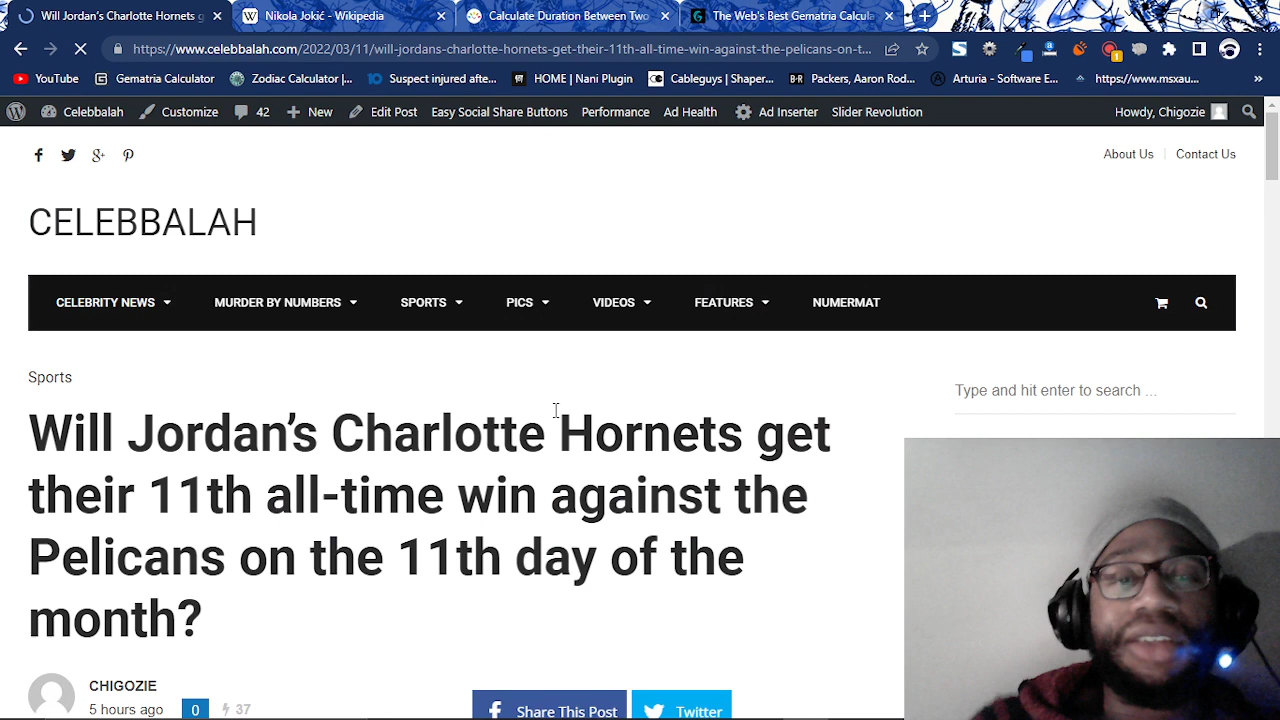 Will Jordan's Charlotte Hornets g
Nikola Jokić - Wikipedia
Calculate Duration Between Two
The Web's Best Gematria Calcula
https://www.celebbalah.com/2022/03/11/will-jordans-charlotte-hornets-get-their-11th-all-time-win-against-the-pelicans-on-t...
YouTube
Gematria Calculator
Zodiac Calculator |...
Suspect injured afte...
HOME | Nani Plugin
Cableguys | Shaper...
Packers, Aaron Rod...
Arturia - Software E...
https://www.msxau...
»
Celebbalah
Customize
42
New
Edit Post
Easy Social Share Buttons
Performance
Ad Health
Ad Inserter
Slider Revolution
Howdy, Chigozie
About Us
Contact Us
CELEBBALAH
CELEBRITY NEWS
MURDER BY NUMBERS
SPORTS
PICS
VIDEOS
FEATURES
NUMERMAT
Sports
Type and hit enter to search ...
Will Jordan's Charlotte Hornets get
their 11th all-time win against the
Pelicans on the 11th day of the
month?
CHIGOZIE
5 hours ago
0
37
Share This Post
Twitter